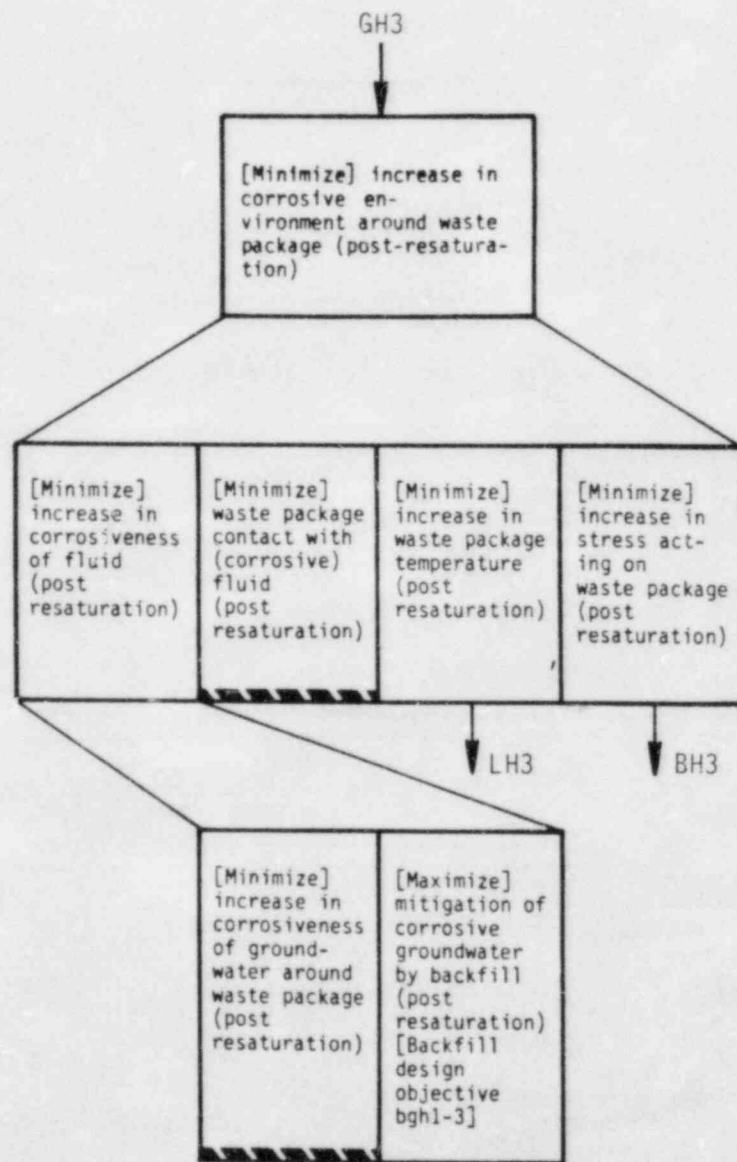 GH3
[Minimize] increase in
corrosive en-
vironment around waste
package (post-resatura-
tion)
[Minimize]
increase in
corrosiveness
of fluid
(post
resaturation)
[Minimize]
waste package
contact with
(corrosive)
fluid
(post
resaturation)
[Minimize]
increase in
waste package
temperature
(post
resaturation)
[Minimize]
increase in
stress act-
ing on
waste package
(post
resaturation)
LH3
BH3
[Minimize]
increase in
corrosiveness
of ground-
water around
waste package
(post
resaturation)
[Maximize]
mitigation of
corrosive
groundwater
by backfill
(post
resaturation)
[Backfill
design
objective
bgh1-3]